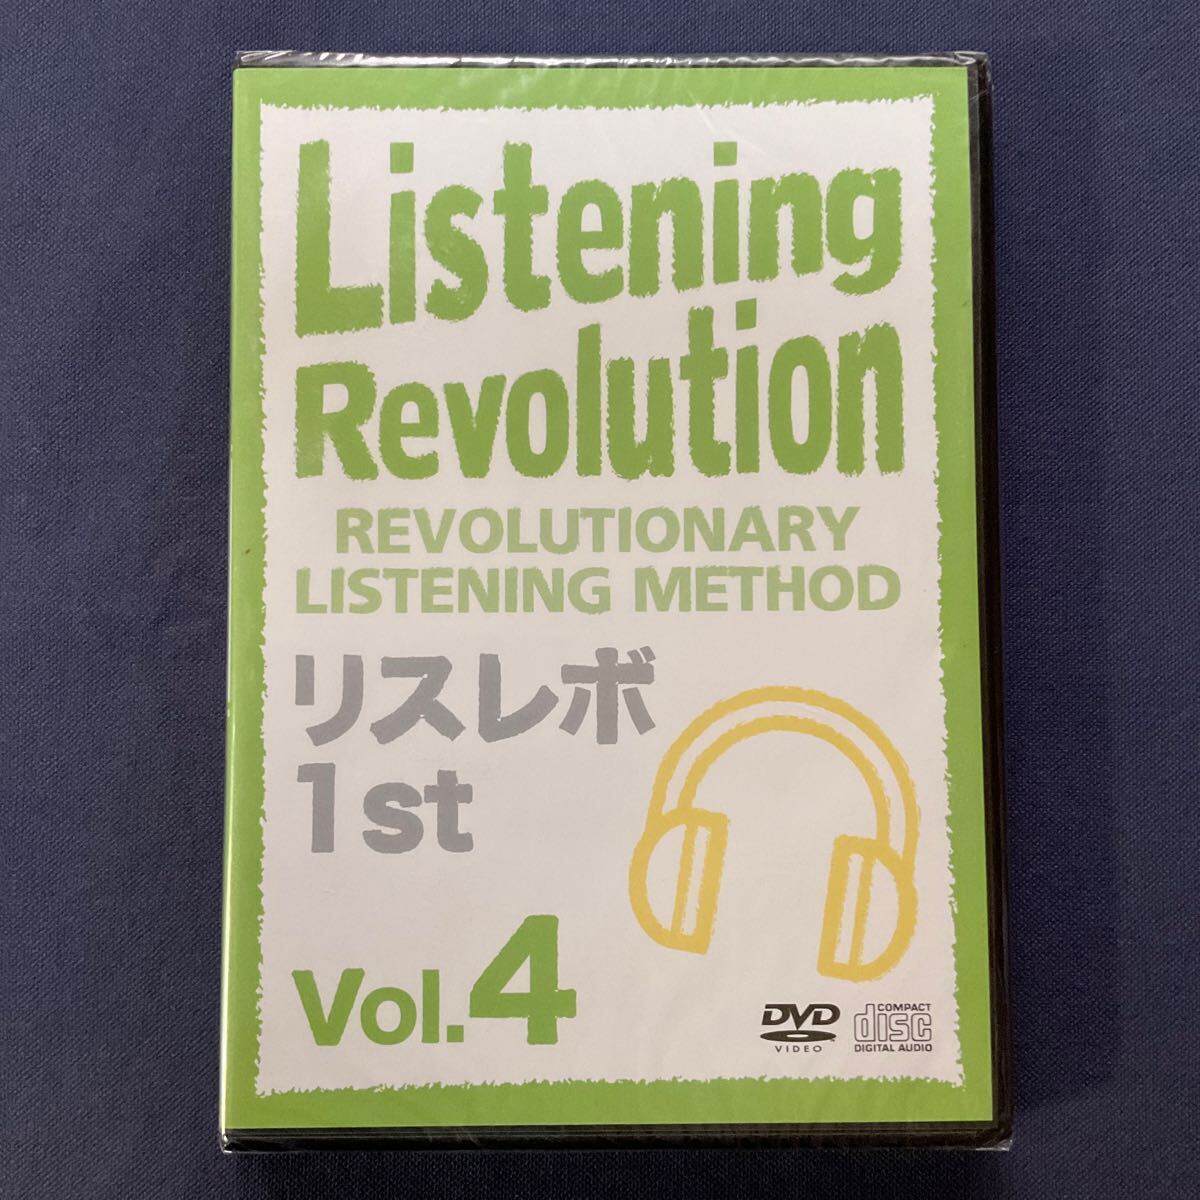 Listening
Revolution
REVOLUTIONARY
LISTENING METHOD
リスレボ
1st
Vol.4
DVD
VIDEO
COMPACT
disc
DIGITAL AUDIO